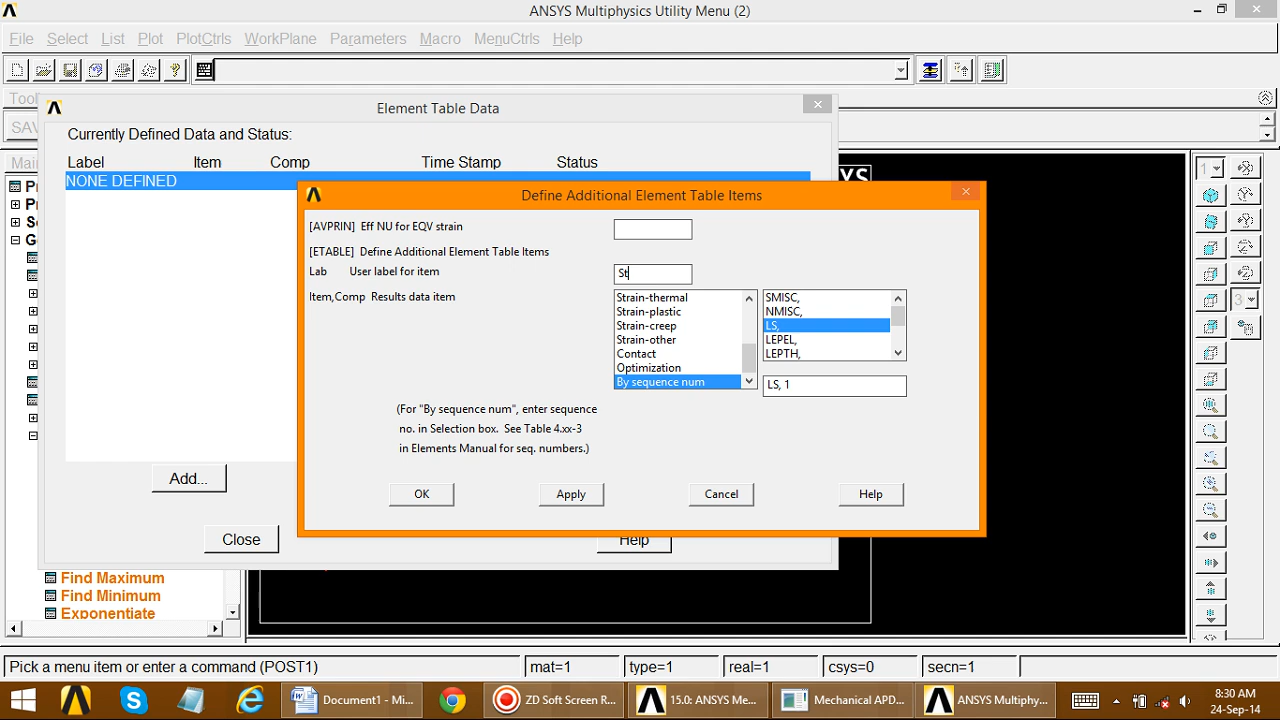 ANSYS Multiphysics Utility Menu (2)
File Select List Plot PlotCtrls WorkPlane Parameters Macro MenuCtrls Help
Element Table Data
Currently Defined Data and Status:
Label Item Comp Time Stamp Status
NONE DEFINED
Define Additional Element Table Items
[AVPRIN] Eff NU for EQV strain
[ETABLE] Define Additional Element Table Items
Lab User label for item St
Item,Comp Results data item
Strain-thermal
Strain-plastic
Strain-creep
Strain-other
Contact
Optimization
By sequence num
SMISC,
NMISC,
LS,
LEPEL,
LEPTH,
LS, 1
(For "By sequence num", enter sequence
no. in Selection box. See Table 4.xx-3
in Elements Manual for seq. numbers.)
OK Apply Cancel Help
Add...
Close Help
1
3
Find Maximum
Find Minimum
Exponentiate
Pick a menu item or enter a command (POST1) mat=1 type=1 real=1 csys=0 secn=1
Document1 - Mi... ZD Soft Screen R... 15.0: ANSYS Me... Mechanical APD... ANSYS Multiphy...
8:30 AM
24-Sep-14